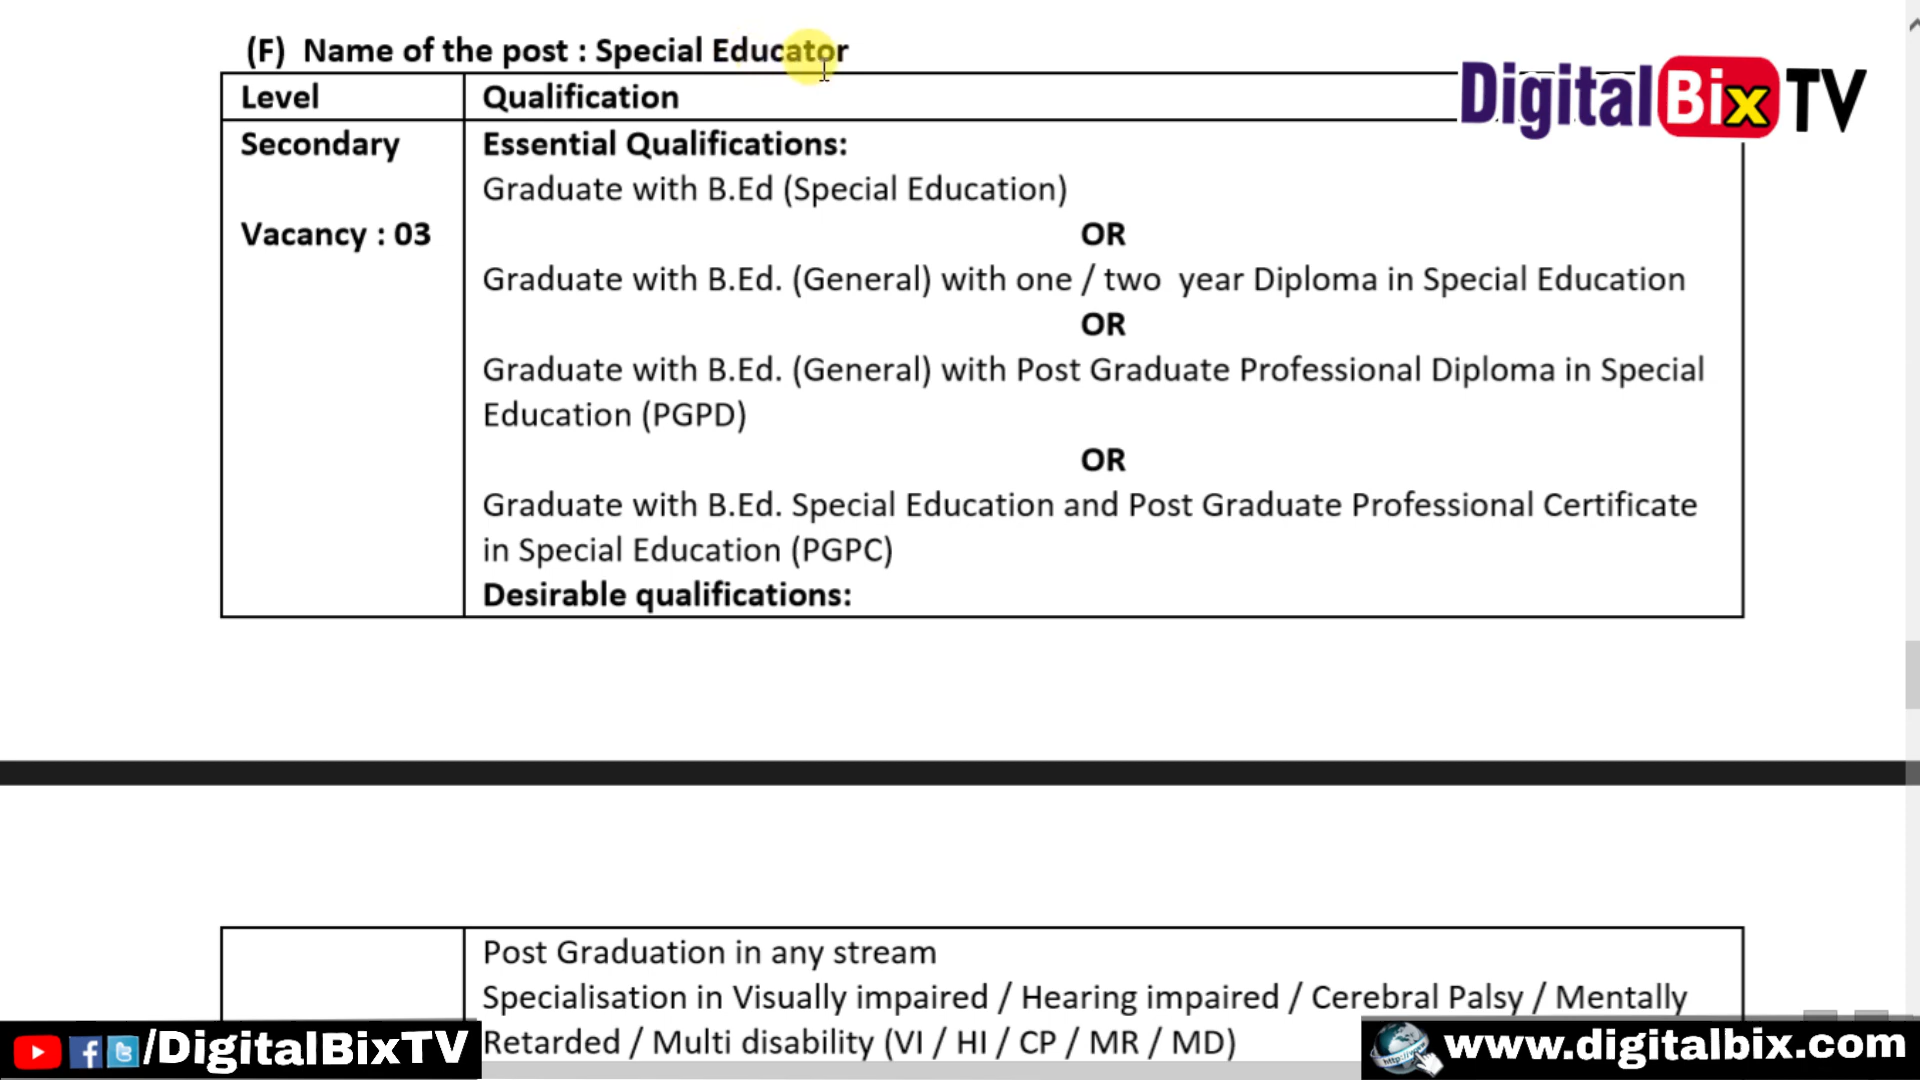 (F) Name of the post : Special Educator
DigitalBixTV
Level
Qualification
Secondary
Essential Qualifications:
Graduate with B.Ed (Special Education)
Vacancy : 03
OR
Graduate with B.Ed. (General) with one / two year Diploma in Special Education
OR
Graduate with B.Ed. (General) with Post Graduate Professional Diploma in Special
Education (PGPD)
OR
Graduate with B.Ed. Special Education and Post Graduate Professional Certificate
in Special Education (PGPC)
Desirable qualifications:
Post Graduation in any stream
Specialisation in Visually impaired / Hearing impaired / Cerebral Palsy / Mentally
Retarded / Multi disability (VI / HI / CP / MR / MD)
/DigitalBixTV
www.digitalbix.com